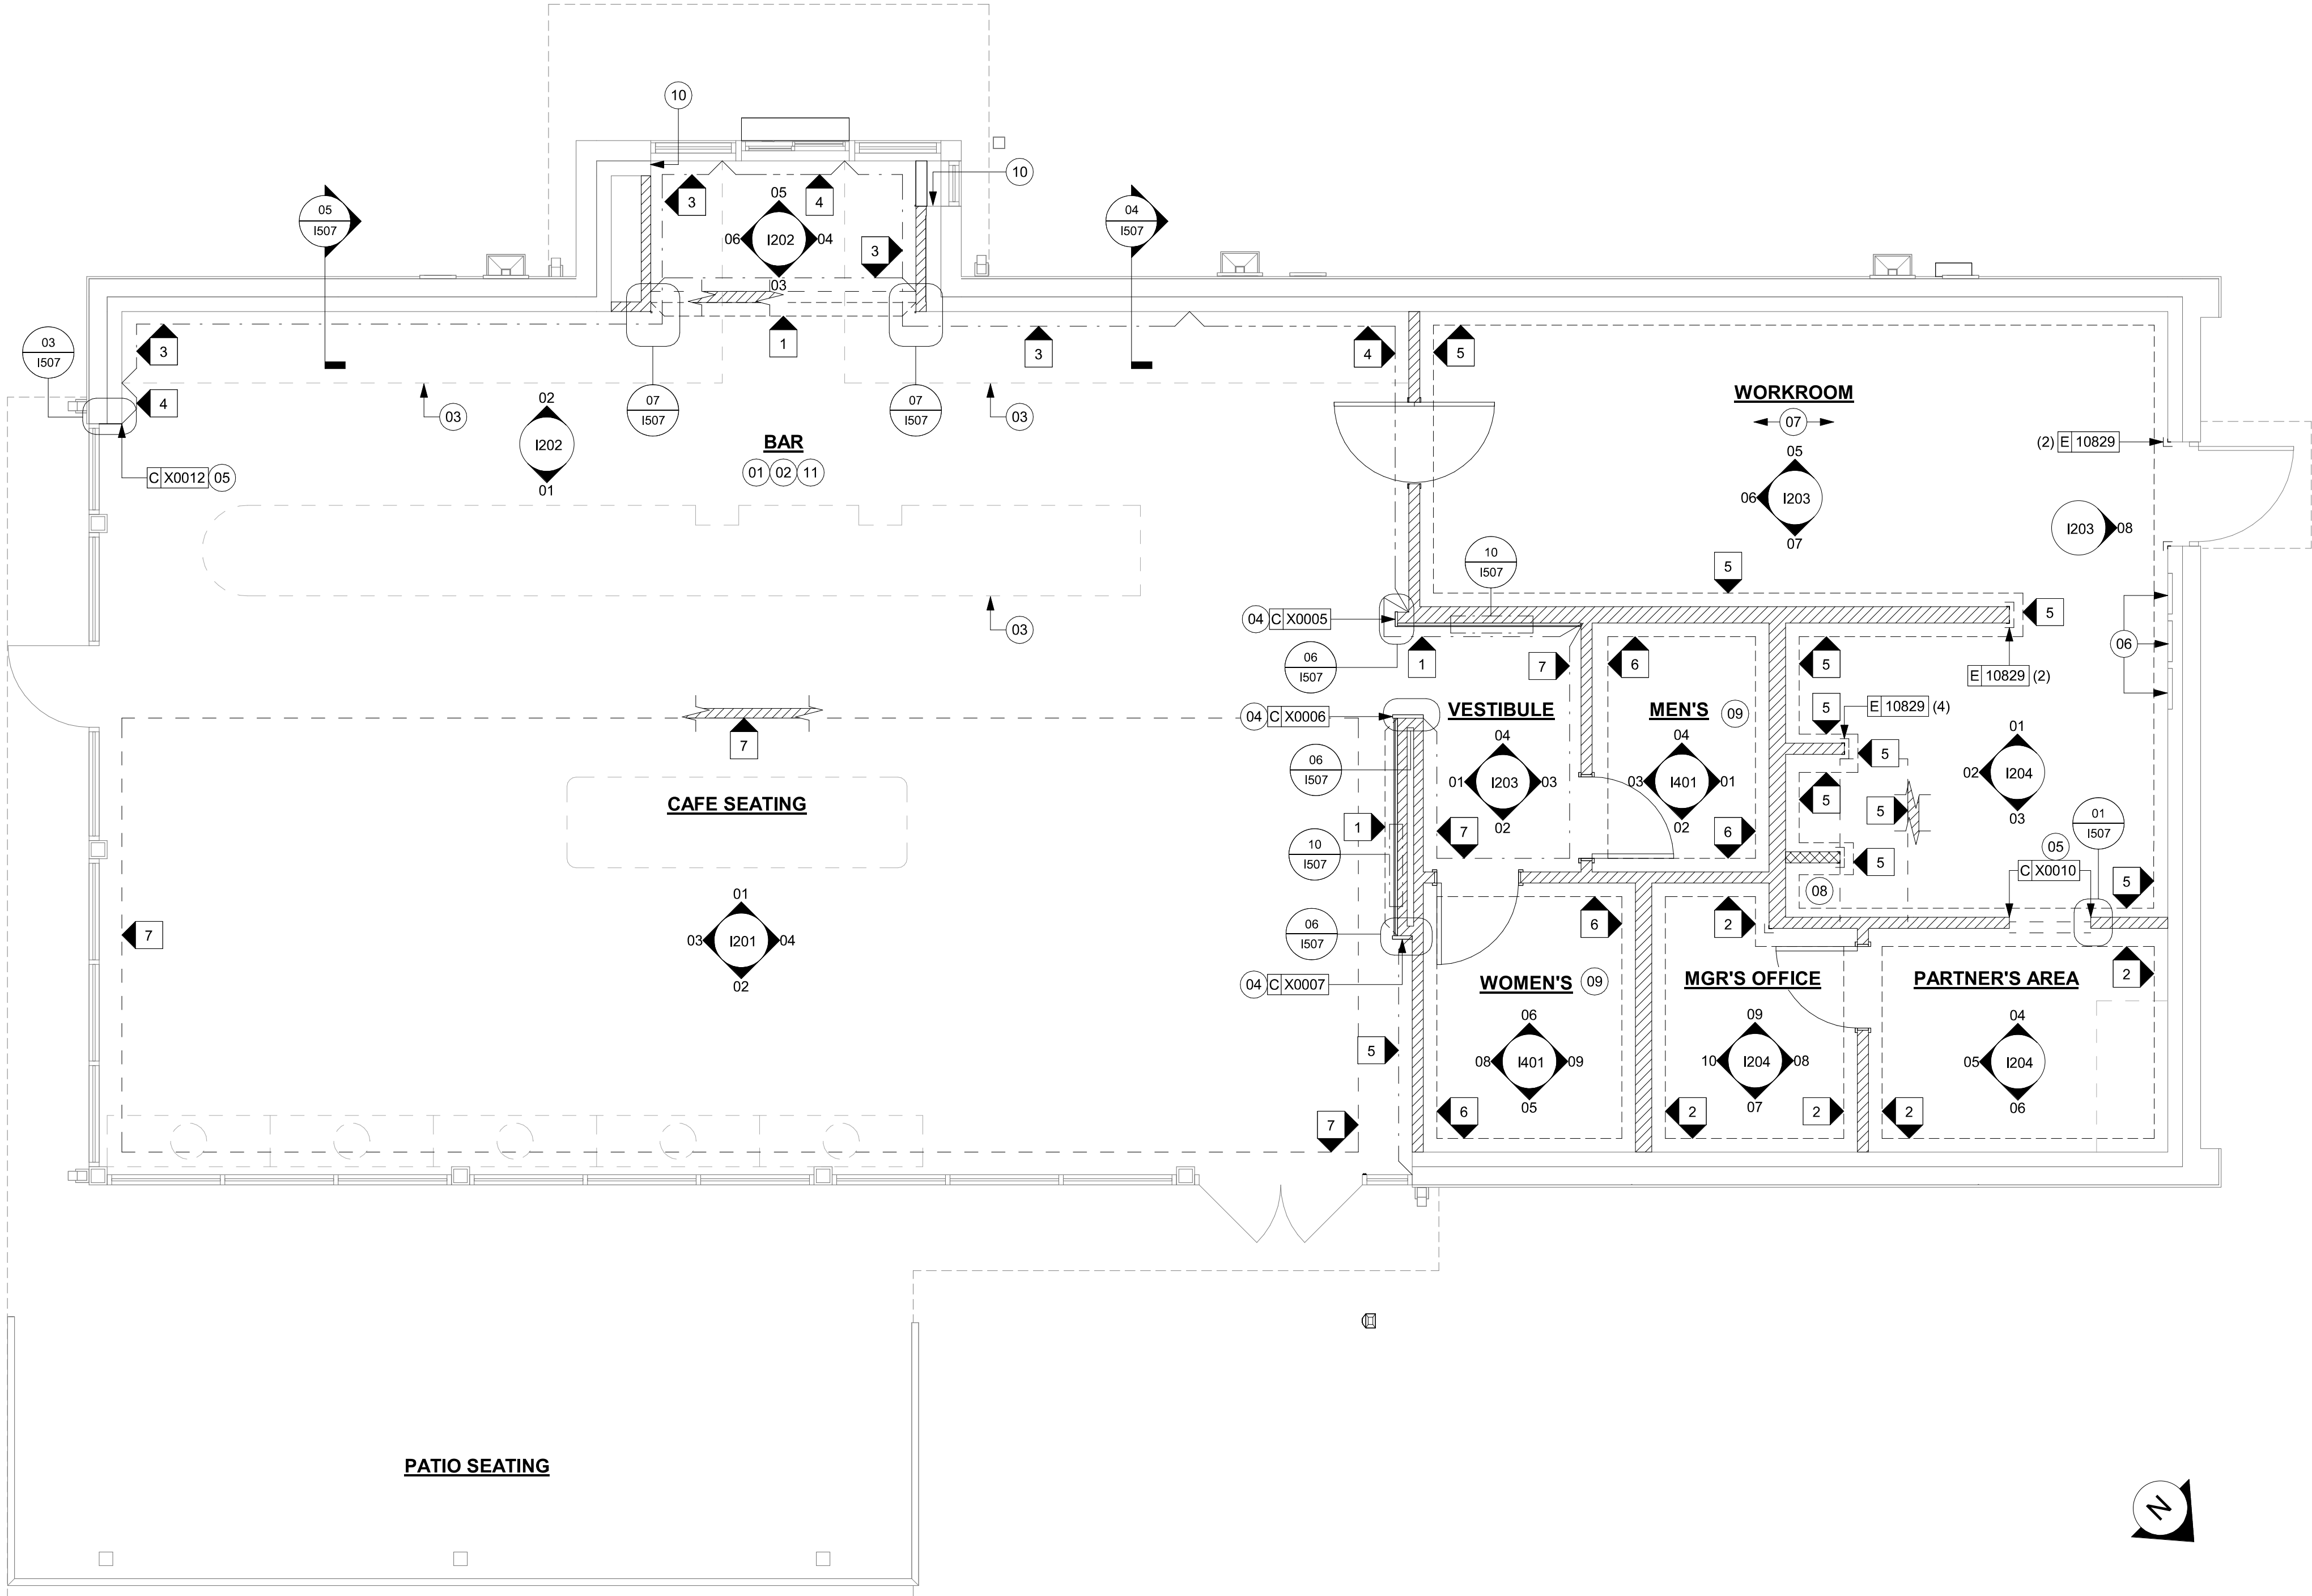 10
10
05
I507
3
4
05
06 I202 04
03
3
04
I507
03
I507
3
1
3
4
5
4
07
I507
07
I507
03
03
WORKROOM
07
02
I202
01
BAR
01 02 11
C X0012 05
(2) E 10829
05
06 I203
07
I203 08
10
I507
5
03
04 C X0005
5
06
I507
1
7
6
5
E 10829 (2)
06
04 C X0006
VESTIBULE
MEN'S 09
5
E 10829 (4)
7
06
I507
04
01 I203 03
02
04
03 I401 01
02
5
01
02 I204
03
CAFE SEATING
1
7
6
5
5
01
I507
10
I507
5
05
C X0010
08
5
01
03 I201 04
02
7
06
I507
6
2
04 C X0007
WOMEN'S 09
MGR'S OFFICE
PARTNER'S AREA
2
5
06
08 I401 09
05
09
10 I204 08
07
04
05 I204
06
7
6
2
2
2
PATIO SEATING
N